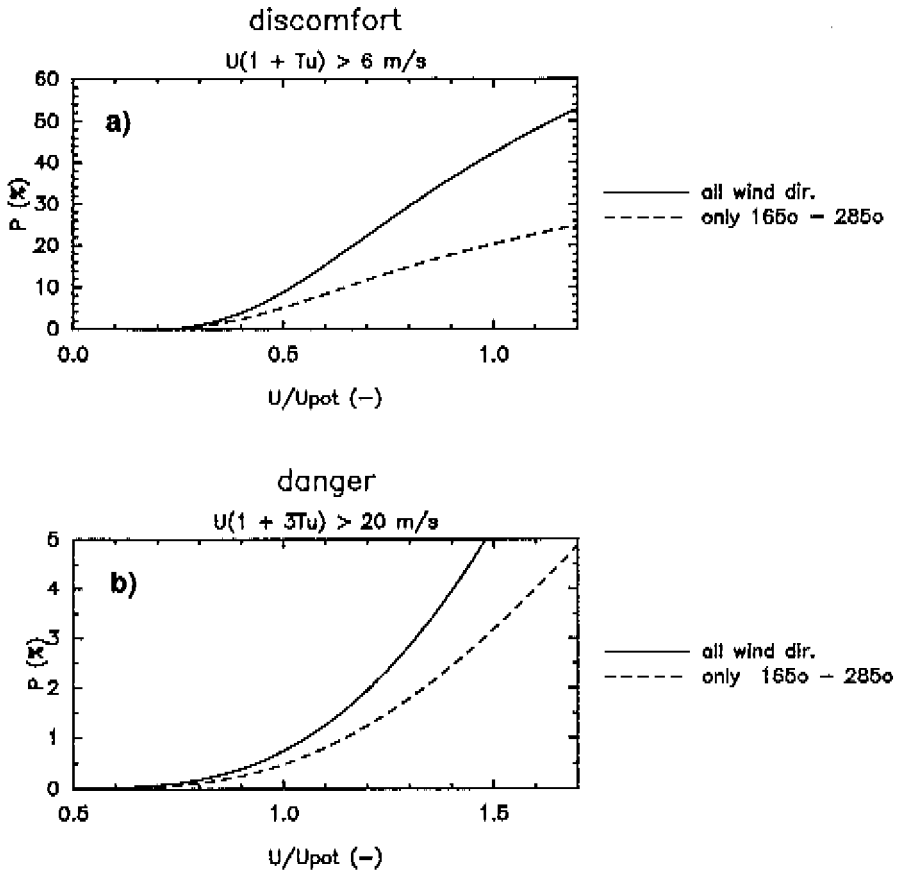 discomfort
U(1 + Tu) > 6 m/s
60
50
40
30
20
10
0
P (%)
a)
0.0
0.5
1.0
U/Upot (−)
all wind dir.
only 165o − 285o
danger
U(1 + 3Tu) > 20 m/s
5
4
3
2
1
0
P (%)
b)
0.5
1.0
1.5
U/Upot (−)
all wind dir.
only 165o − 285o